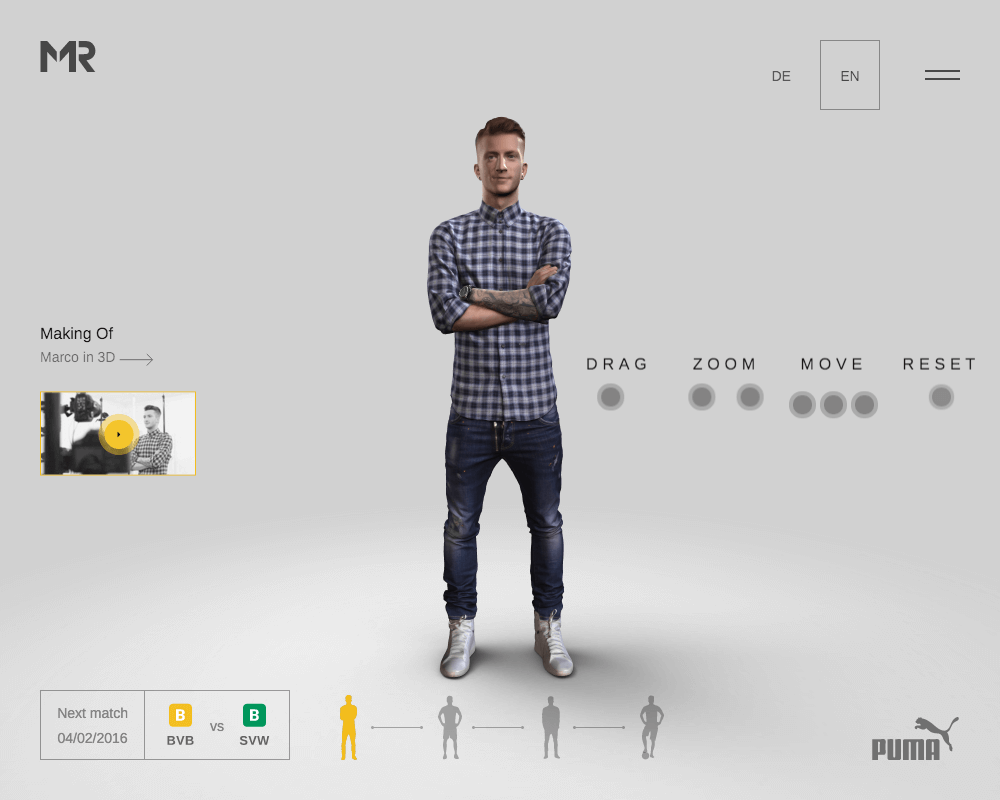 MR
DE
EN
Making Of
Marco in 3D
DRAG
ZOOM
MOVE
RESET
Next match
04/02/2016
B
BVB
vs
B
SVW
PUMA